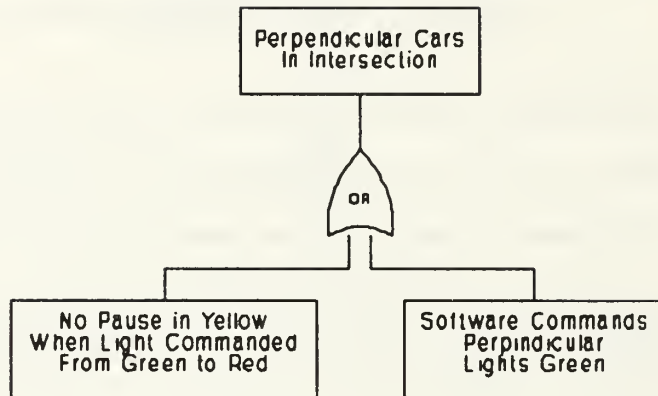 Perpendicular Cars
In Intersection
OR
No Pause in Yellow
When Light Commanded
From Green to Red
Software Commands
Perpindicular
Lights Green